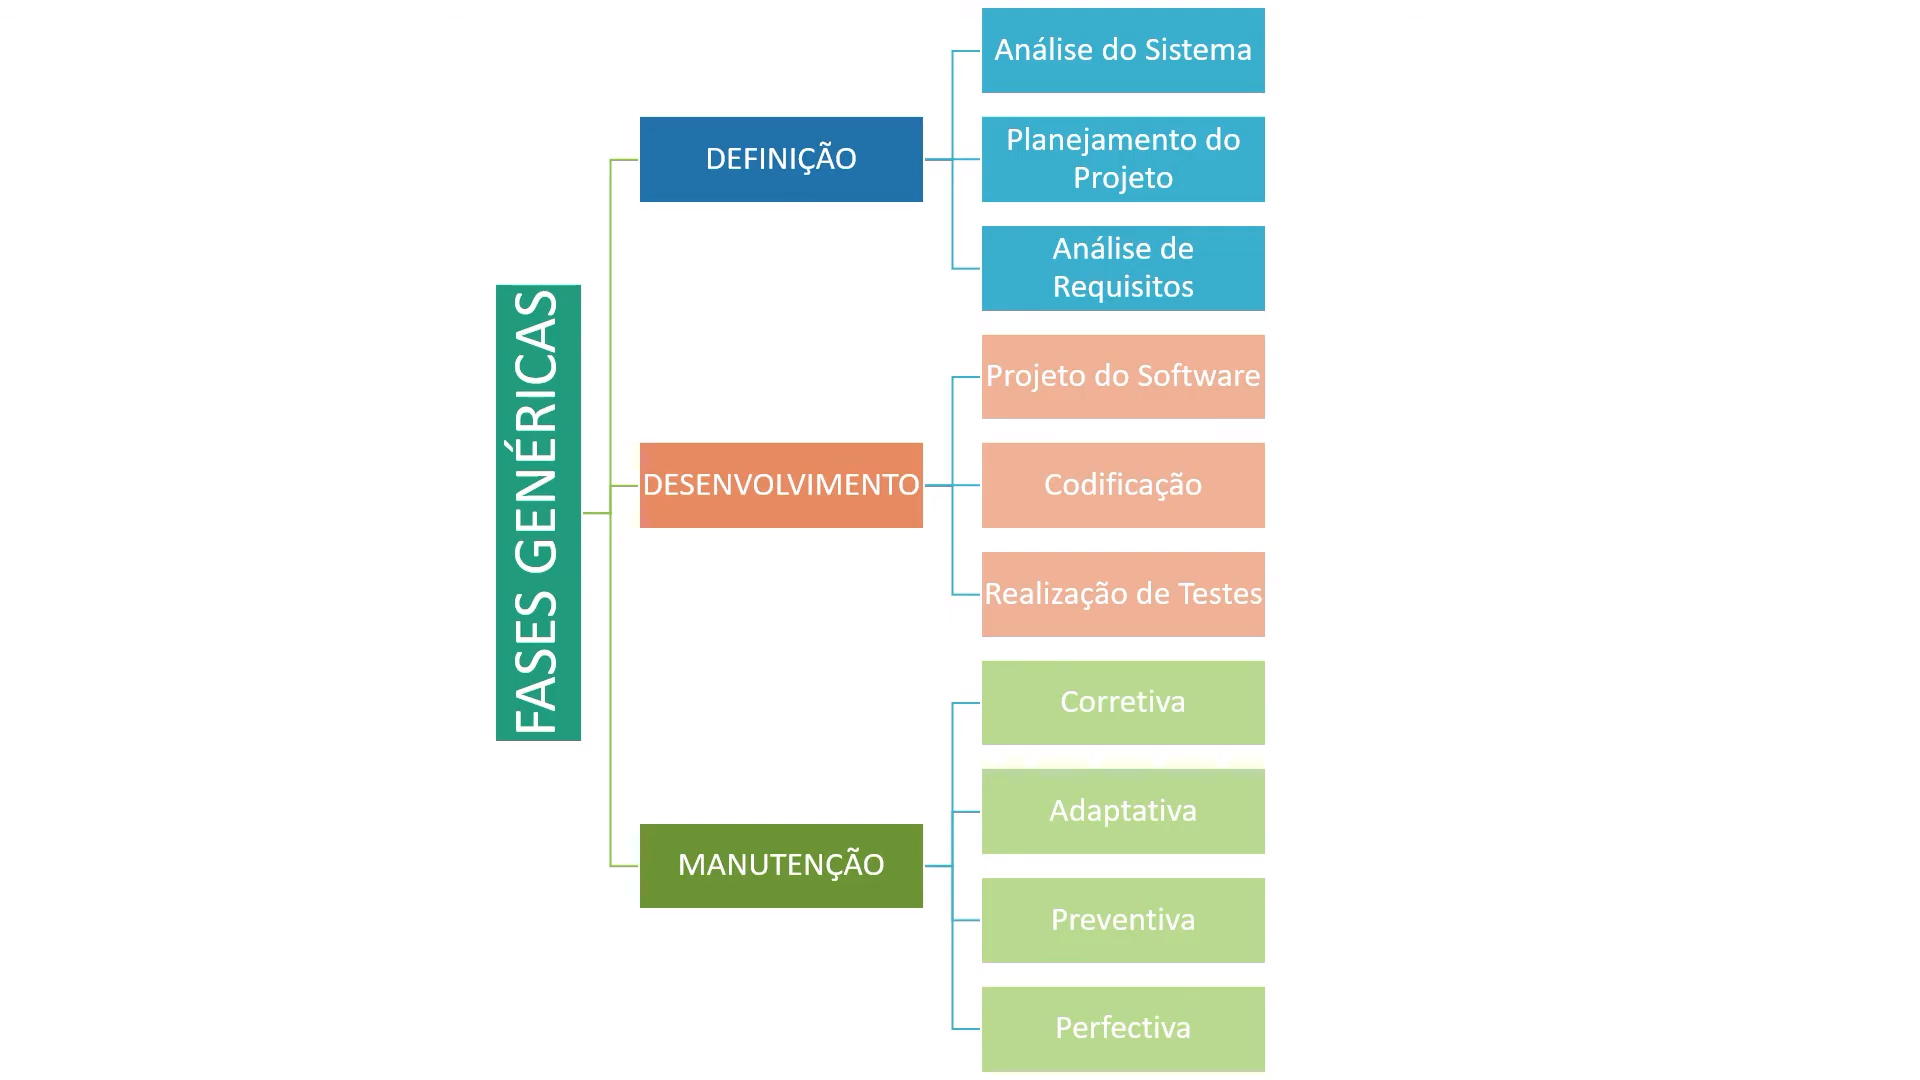 FASES GENÉRICAS
DEFINIÇÃO
Análise do Sistema
Planejamento do
Projeto
Análise de
Requisitos
DESENVOLVIMENTO
Projeto do Software
Codificação
Realização de Testes
MANUTENÇÃO
Corretiva
Adaptativa
Preventiva
Perfectiva